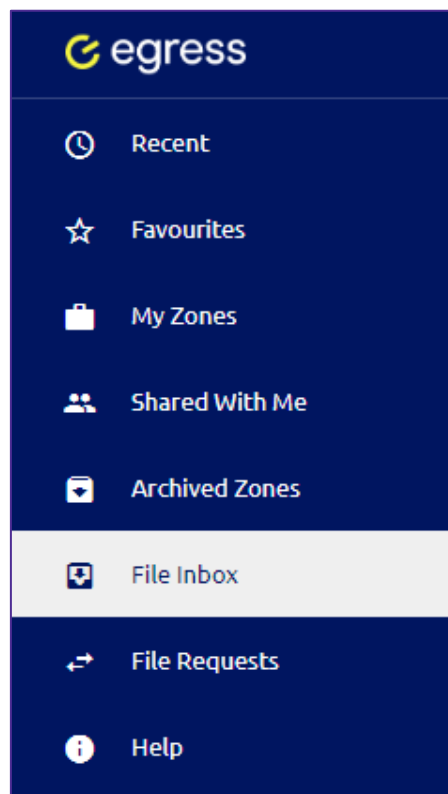 egress
Recent
Favourites
My Zones
Shared With Me
Archived Zones
File Inbox
File Requests
Help